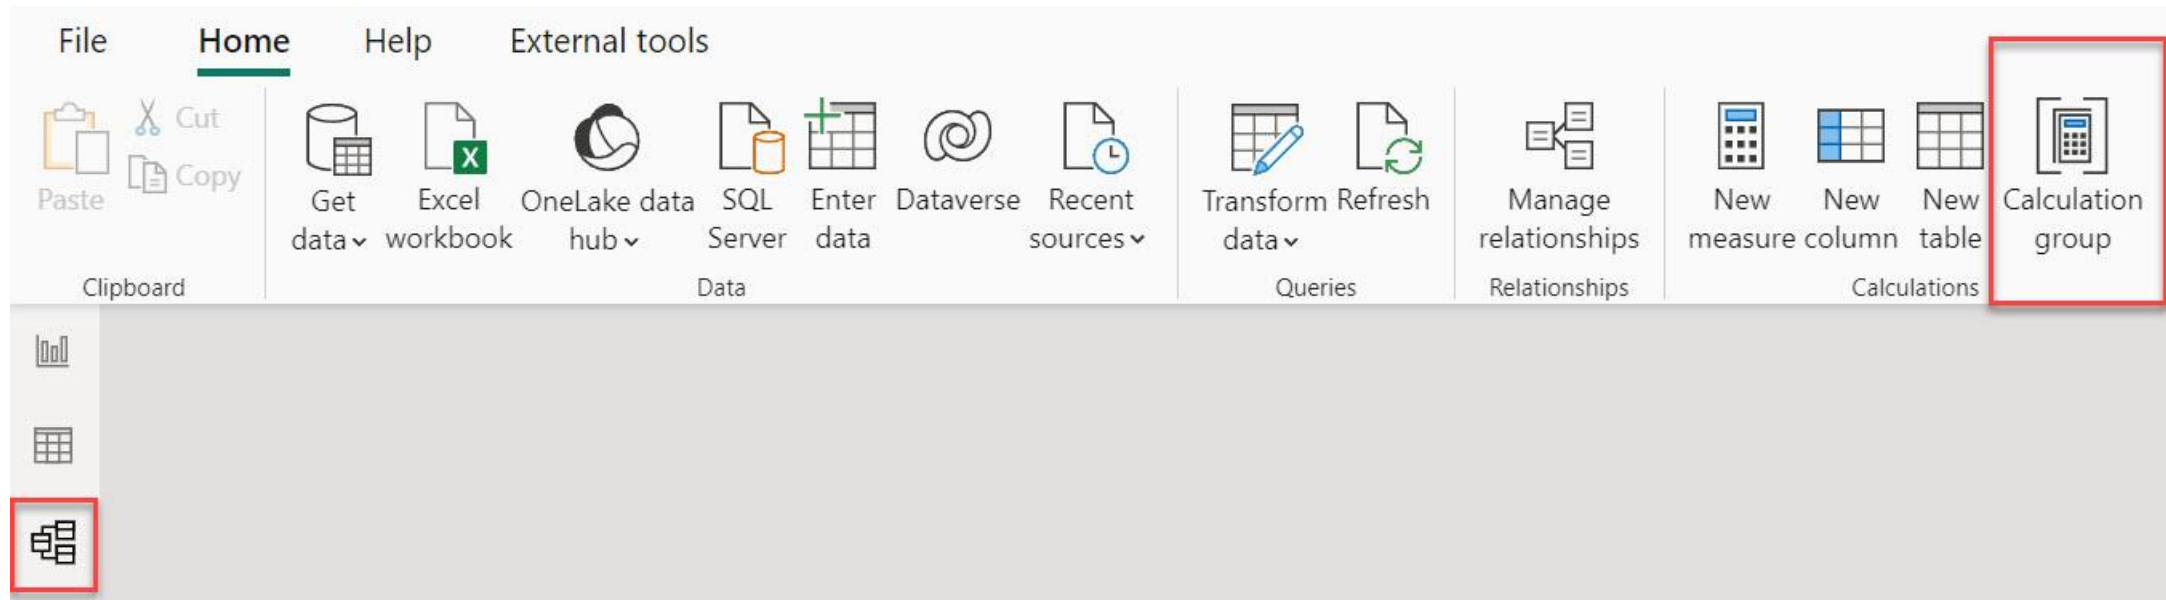 File Home Help External tools
Cut
Copy
Paste
Get data
Excel workbook
OneLake data hub
SQL Server
Enter data
Dataverse
Recent sources
Transform data
Refresh
Manage relationships
New measure
New column
New table
Calculation group
Clipboard Data Queries Relationships Calculations